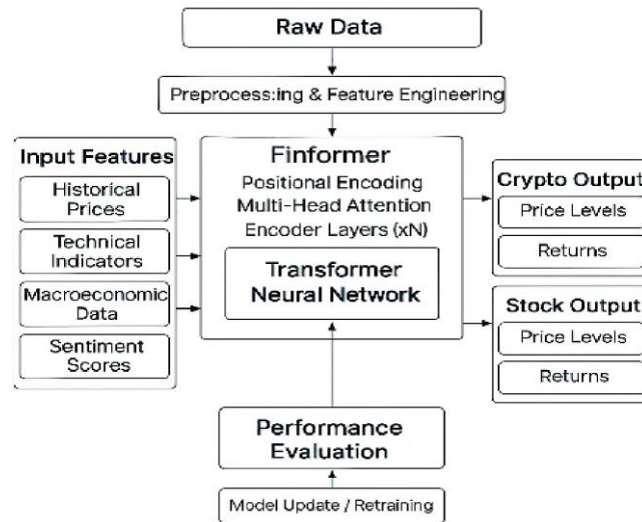 Raw Data
Preprocess:ing & Feature Engineering
Input Features
Historical
Prices
Technical
Indicators
Macroeconomic
Data
Sentiment
Scores
Finformer
Positional Encoding
Multi-Head Attention
Encoder Layers (xN)
Transformer
Neural Network
Crypto Output
Price Levels
Returns
Stock Output
Price Levels
Returns
Performance
Evaluation
Model Update / Retraining